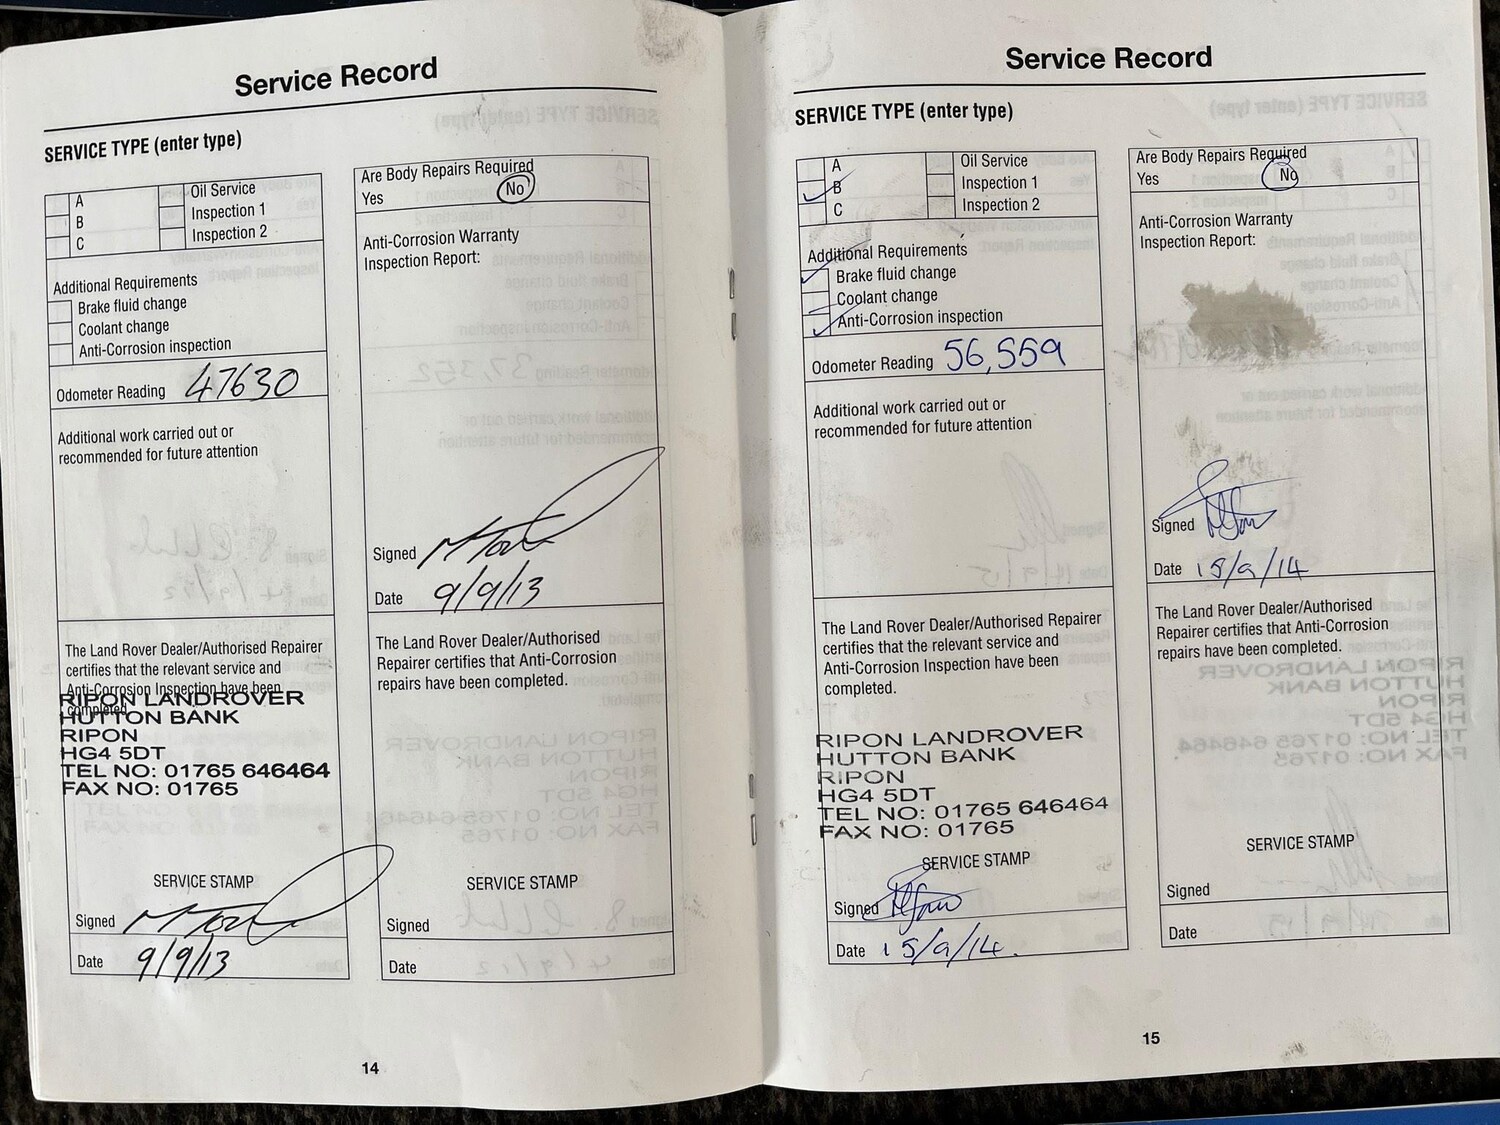 Service Record
SERVICE TYPE (enter type)
A
B
C
Oil Service
Inspection 1
Inspection 2
Additional Requirements
Brake fluid change
Coolant change
Anti-Corrosion inspection
Odometer Reading 47630
Additional work carried out or
recommended for future attention
The Land Rover Dealer/Authorised Repairer
certifies that the relevant service and
Anti-Corrosion Inspection have been
completed.
RIPON LANDROVER
HUTTON BANK
RIPON
HG4 5DT
TEL NO: 01765 646464
FAX NO: 01765
SERVICE STAMP
Signed
Date 9/9/13
Are Body Repairs Required
Yes No
Anti-Corrosion Warranty
Inspection Report:
Signed
Date 9/9/13
The Land Rover Dealer/Authorised
Repairer certifies that Anti-Corrosion
repairs have been completed.
SERVICE STAMP
Signed
Date
14
Service Record
SERVICE TYPE (enter type)
A
B
C
Oil Service
Inspection 1
Inspection 2
Additional Requirements
Brake fluid change
Coolant change
Anti-Corrosion inspection
Odometer Reading 56,559
Additional work carried out or
recommended for future attention
The Land Rover Dealer/Authorised Repairer
certifies that the relevant service and
Anti-Corrosion Inspection have been
completed.
RIPON LANDROVER
HUTTON BANK
RIPON
HG4 5DT
TEL NO: 01765 646464
FAX NO: 01765
SERVICE STAMP
Signed
Date 15/9/14.
Are Body Repairs Required
Yes No
Anti-Corrosion Warranty
Inspection Report:
Signed
Date 15/9/14
The Land Rover Dealer/Authorised
Repairer certifies that Anti-Corrosion
repairs have been completed.
SERVICE STAMP
Signed
Date
15